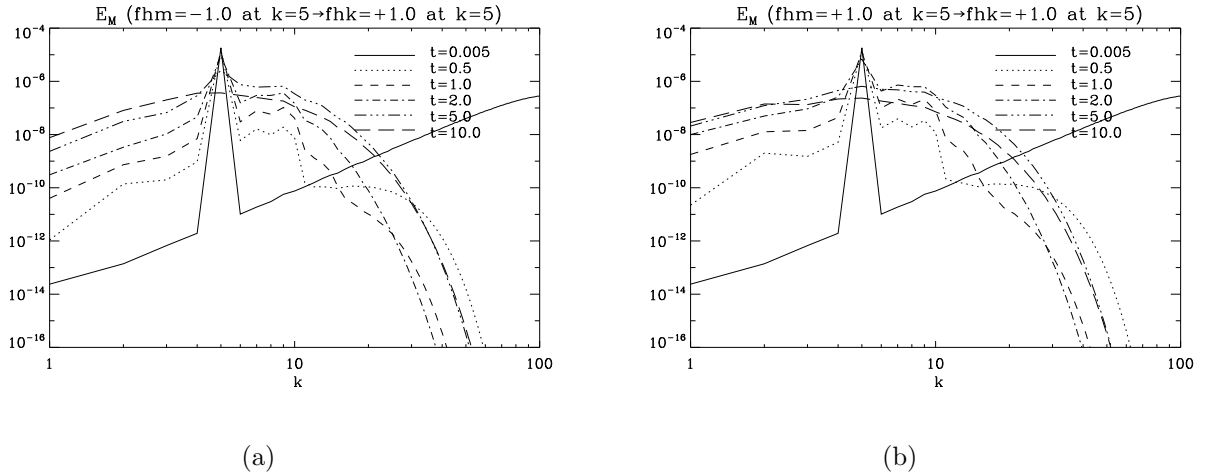 E_M (fhm=−1.0 at k=5→fhk=+1.0 at k=5)
10^-4
10^-6
10^-8
10^-10
10^-12
10^-14
10^-16
t=0.005
t=0.5
t=1.0
t=2.0
t=5.0
t=10.0
1
10
100
k
(a)
E_M (fhm=+1.0 at k=5→fhk=+1.0 at k=5)
10^-4
10^-6
10^-8
10^-10
10^-12
10^-14
10^-16
t=0.005
t=0.5
t=1.0
t=2.0
t=5.0
t=10.0
1
10
100
k
(b)